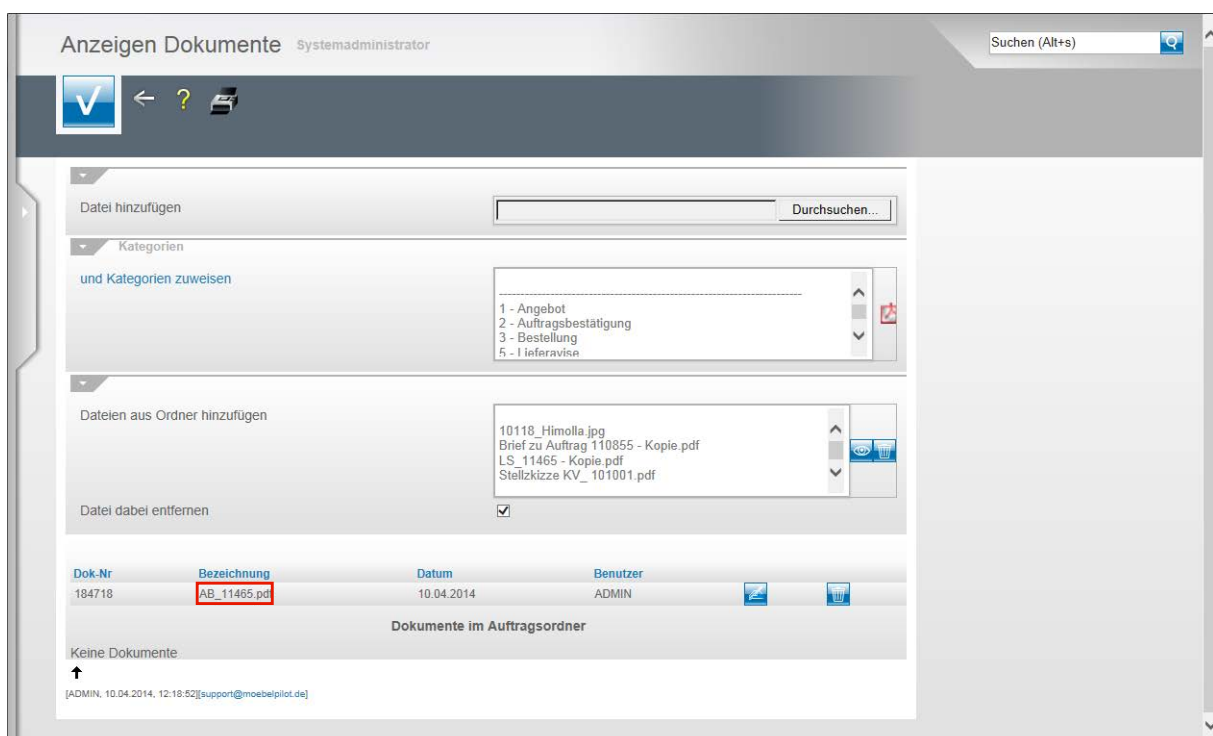 Anzeigen Dokumente Systemadministrator
Suchen (Alt+s)
?
Datei hinzufügen
Durchsuchen...
Kategorien
und Kategorien zuweisen
1 - Angebot
2 - Auftragsbestätigung
3 - Bestellung
5 - Lieferavise
Dateien aus Ordner hinzufügen
10118_Himolla.jpg
Brief zu Auftrag 110855 - Kopie.pdf
LS_11465 - Kopie.pdf
Stellzkizze KV_ 101001.pdf
Datei dabei entfernen
Dok-Nr Bezeichnung Datum Benutzer
184718 AB_11465.pdf 10.04.2014 ADMIN
Dokumente im Auftragsordner
Keine Dokumente
[ADMIN, 10.04.2014, 12:18:52][support@moebelpilot.de]